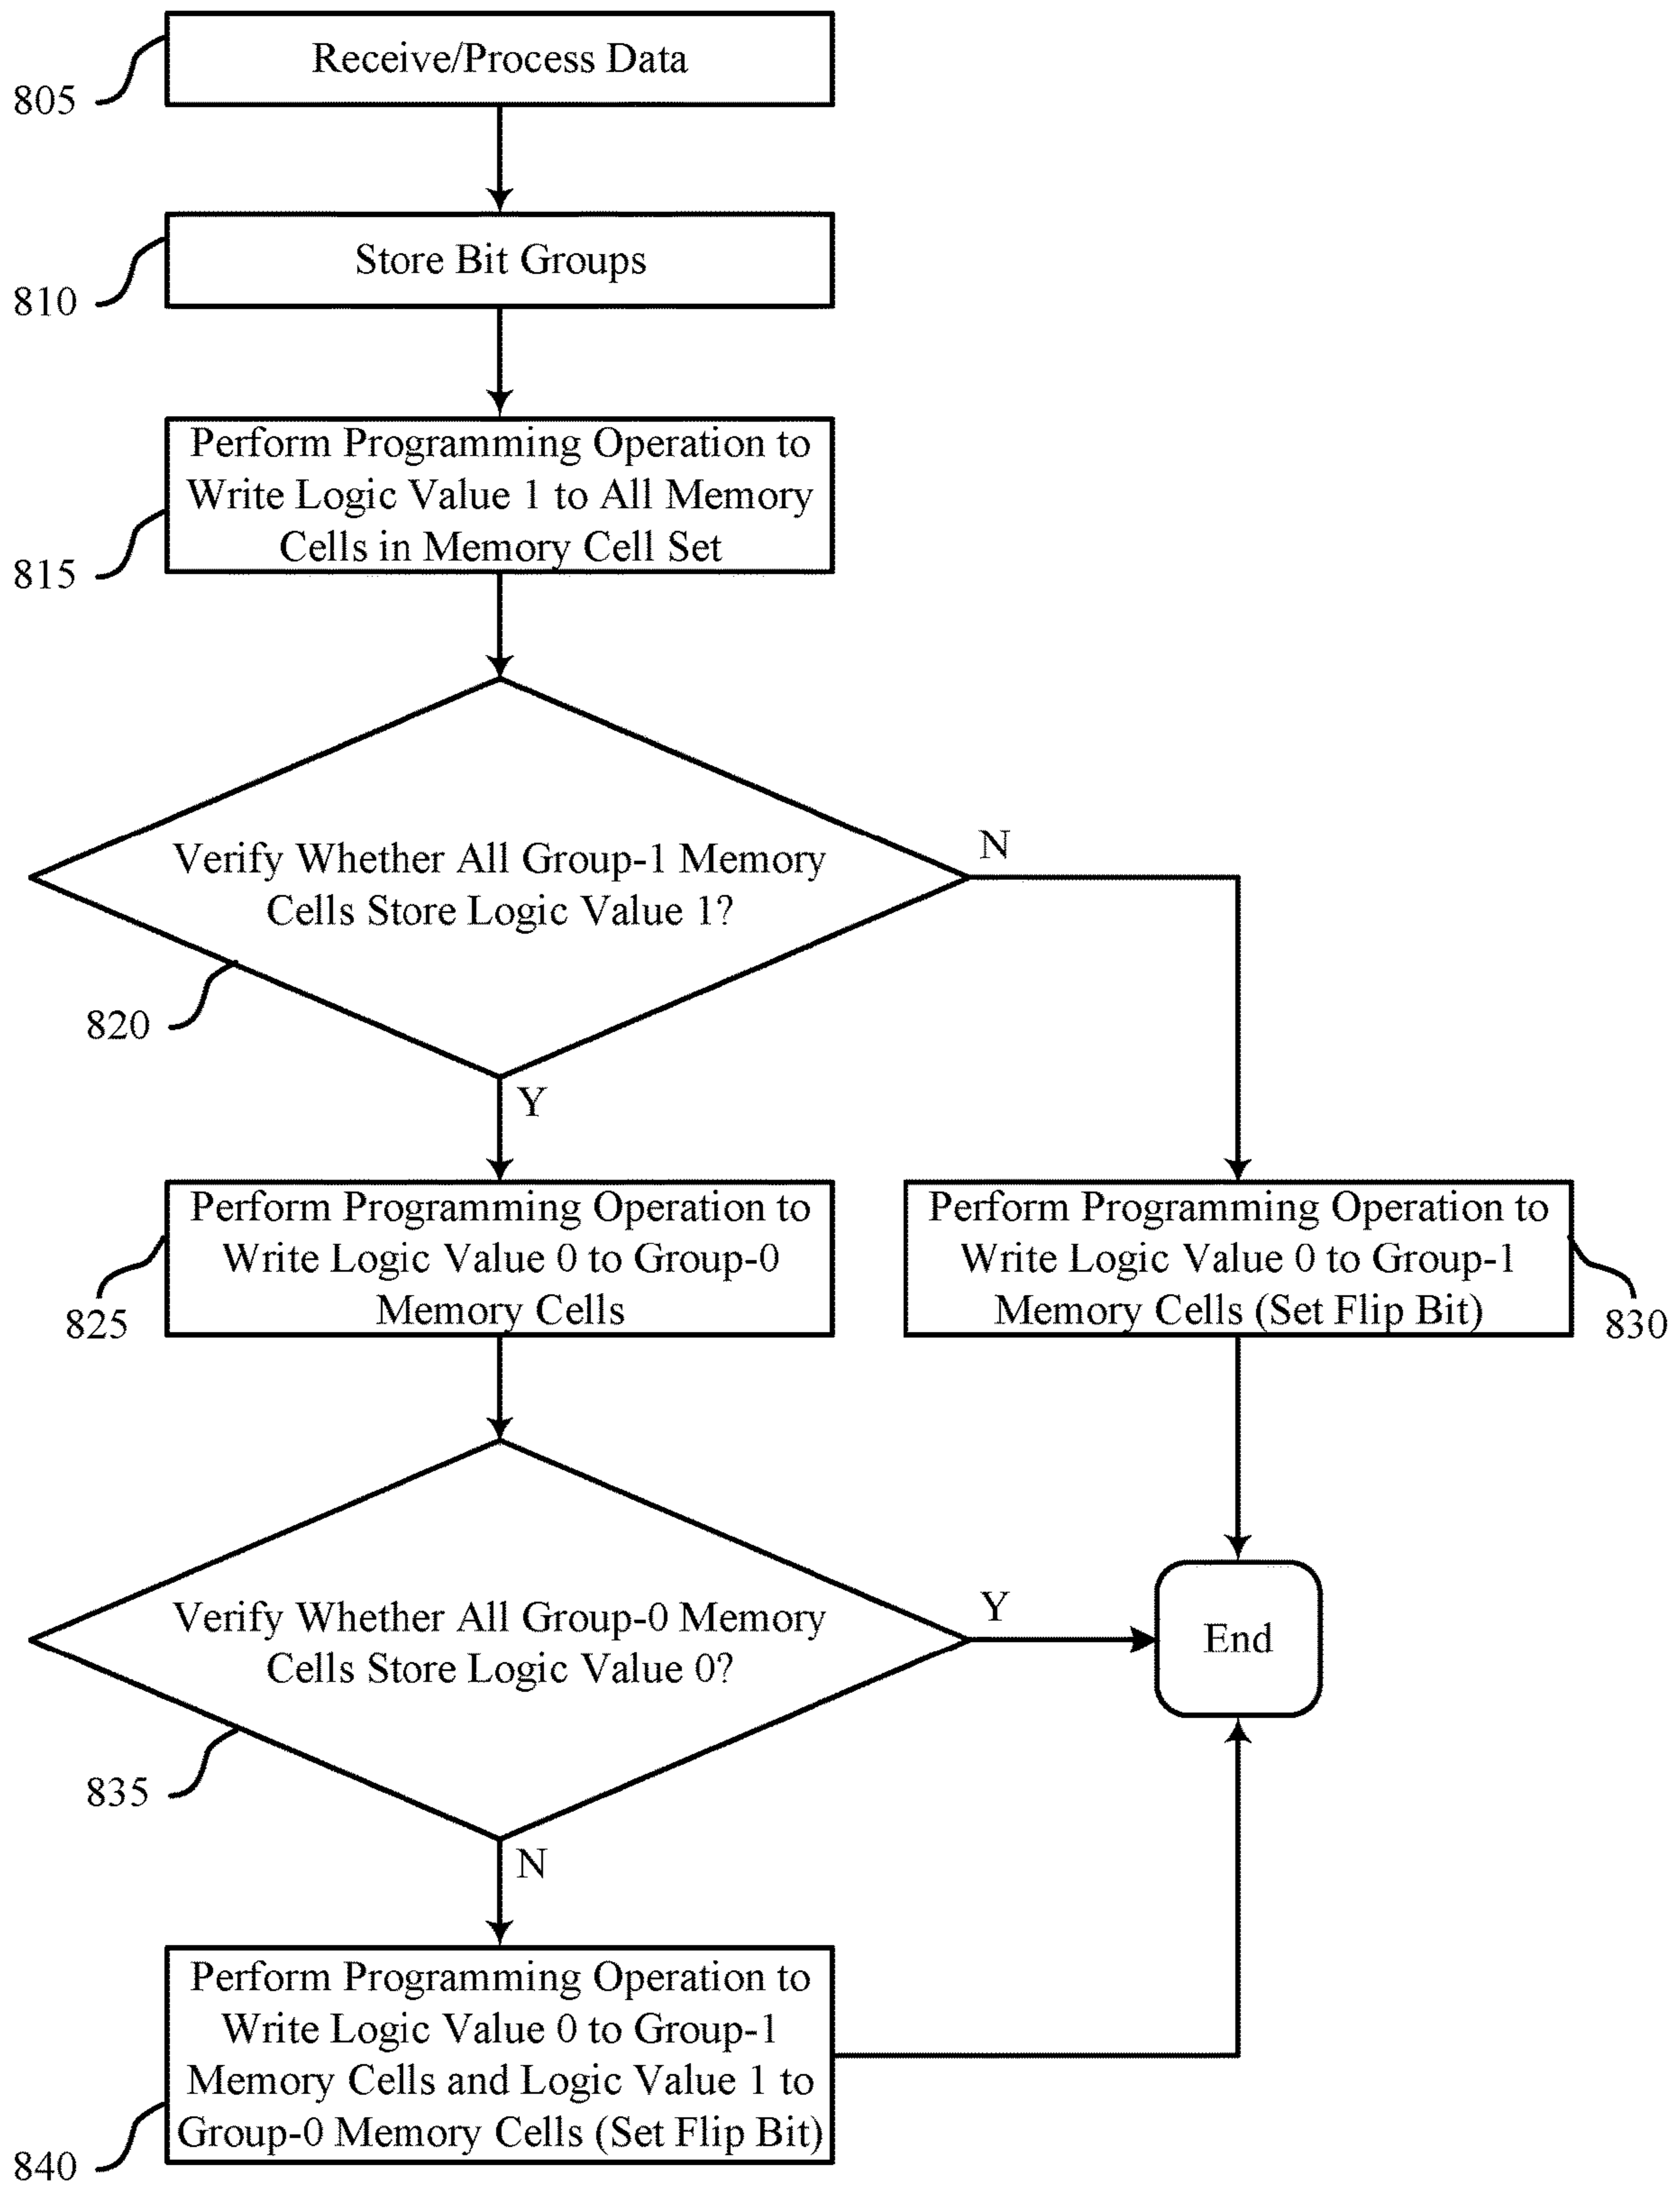 Receive/Process Data
805
Store Bit Groups
810
Perform Programming Operation to
Write Logic Value 1 to All Memory
Cells in Memory Cell Set
815
Verify Whether All Group-1 Memory
Cells Store Logic Value 1?
N
820
Y
Perform Programming Operation to
Write Logic Value 0 to Group-0
Memory Cells
825
Perform Programming Operation to
Write Logic Value 0 to Group-1
Memory Cells (Set Flip Bit)
830
Verify Whether All Group-0 Memory
Cells Store Logic Value 0?
Y
End
835
N
Perform Programming Operation to
Write Logic Value 0 to Group-1
Memory Cells and Logic Value 1 to
Group-0 Memory Cells (Set Flip Bit)
840